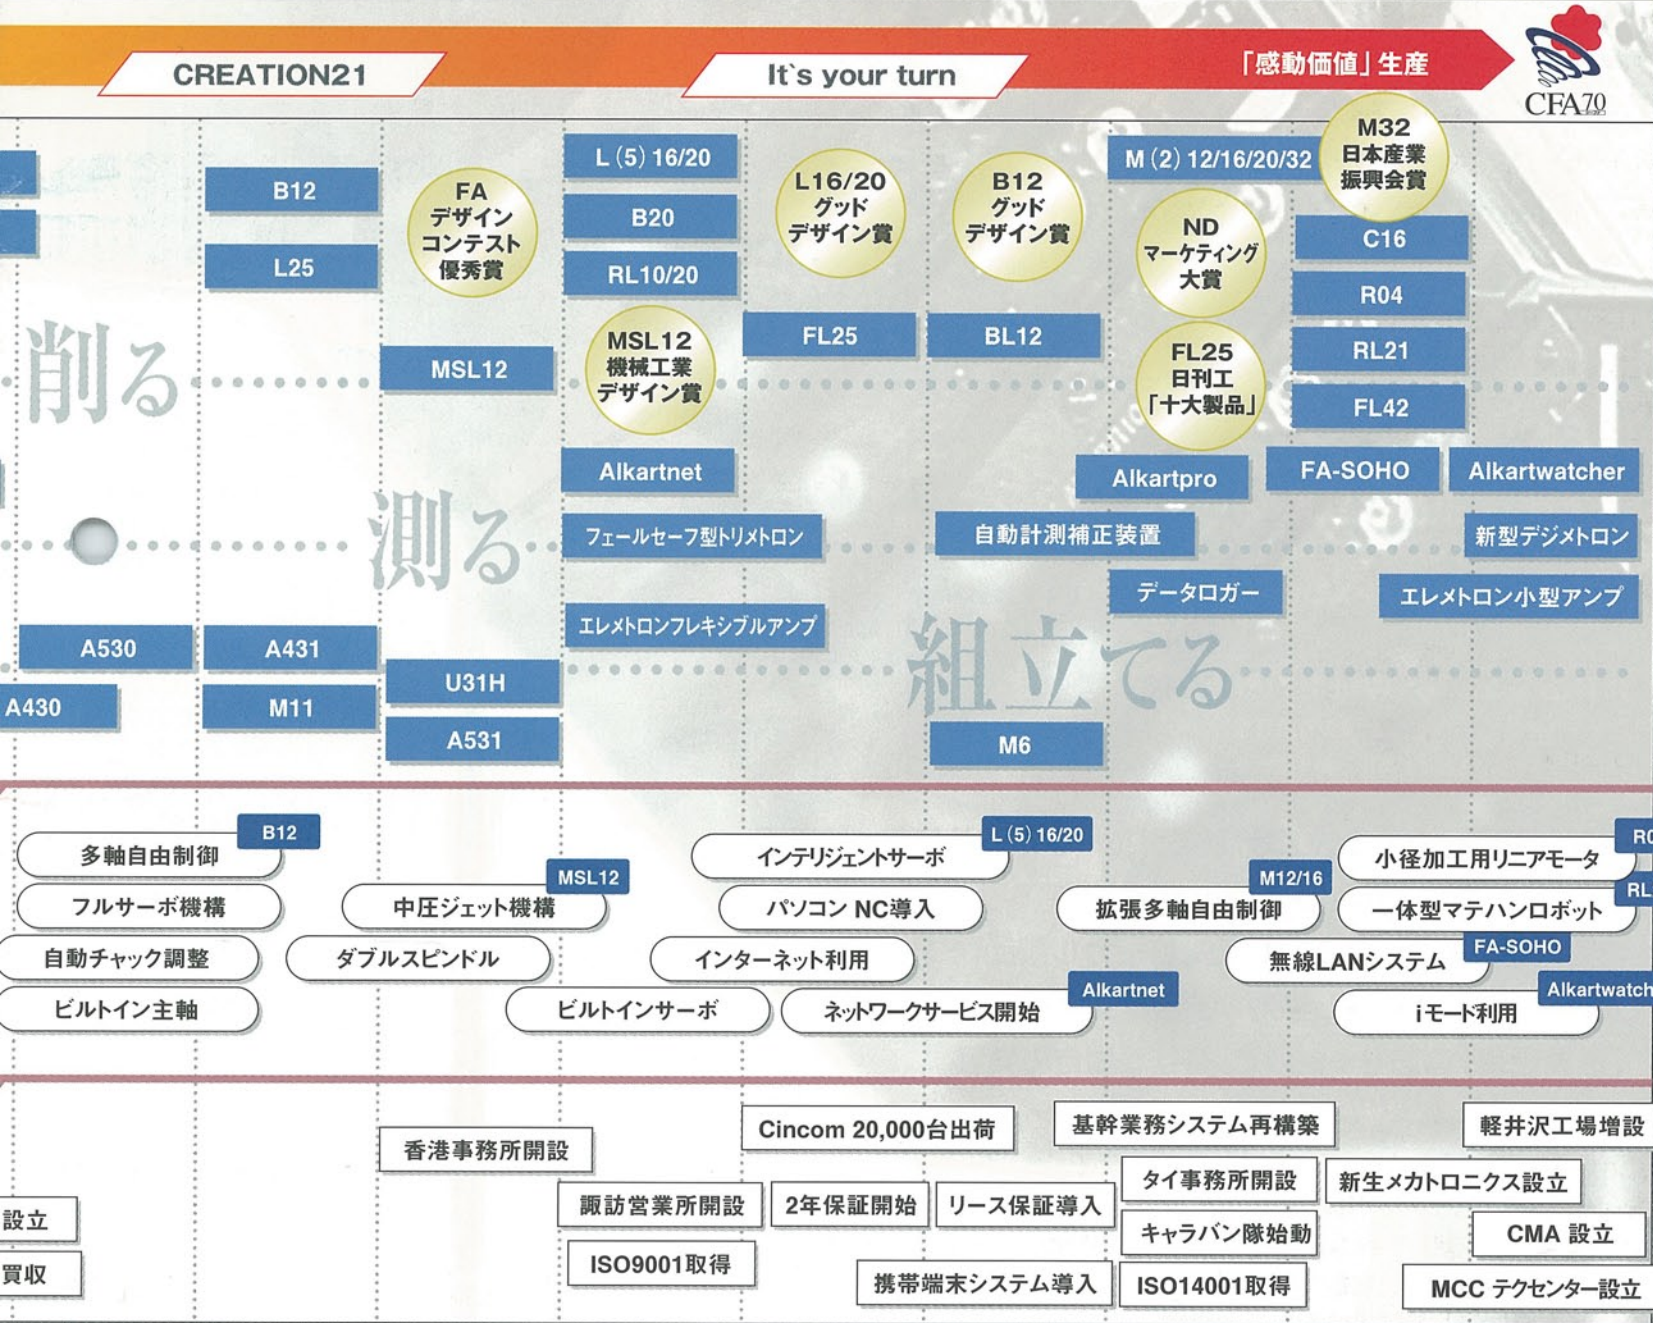 CREATION21
It`s your turn
「感動価値」生産
CFA70
B12
L25
FA
デザイン
コンテスト
優秀賞
MSL12
L(5)16/20
B20
RL10/20
MSL12
機械工業
デザイン賞
L16/20
グッド
デザイン賞
FL25
B12
グッド
デザイン賞
BL12
M(2)12/16/20/32
ND
マーケティング
大賞
FL25
日刊工
「十大製品」
M32
日本産業
振興会賞
C16
R04
RL21
FL42
削る
Alkartnet
Alkartpro
FA-SOHO
Alkartwatcher
測る
フェールセーフ型トリメトロン
自動計測補正装置
新型デジメトロン
データロガー
エレメトロン小型アンプ
エレメトロンフレキシブルアンプ
組立てる
A530
A431
U31H
A430
M11
A531
M6
多軸自由制御
B12
フルサーボ機構
自動チャック調整
ビルトイン主軸
中圧ジェット機構
MSL12
ダブルスピンドル
ビルトインサーボ
インテリジェントサーボ
L(5)16/20
パソコン NC導入
インターネット利用
ネットワークサービス開始
Alkartnet
拡張多軸自由制御
M12/16
小径加工用リニアモータ
R0
一体型マテハンロボット
RL
無線LANシステム
FA-SOHO
iモード利用
Alkartwatch
香港事務所開設
Cincom 20,000台出荷
基幹業務システム再構築
軽井沢工場増設
タイ事務所開設
新生メカトロニクス設立
設立
諏訪営業所開設
2年保証開始
リース保証導入
キャラバン隊始動
CMA 設立
買収
ISO9001取得
携帯端末システム導入
ISO14001取得
MCC テクセンター設立